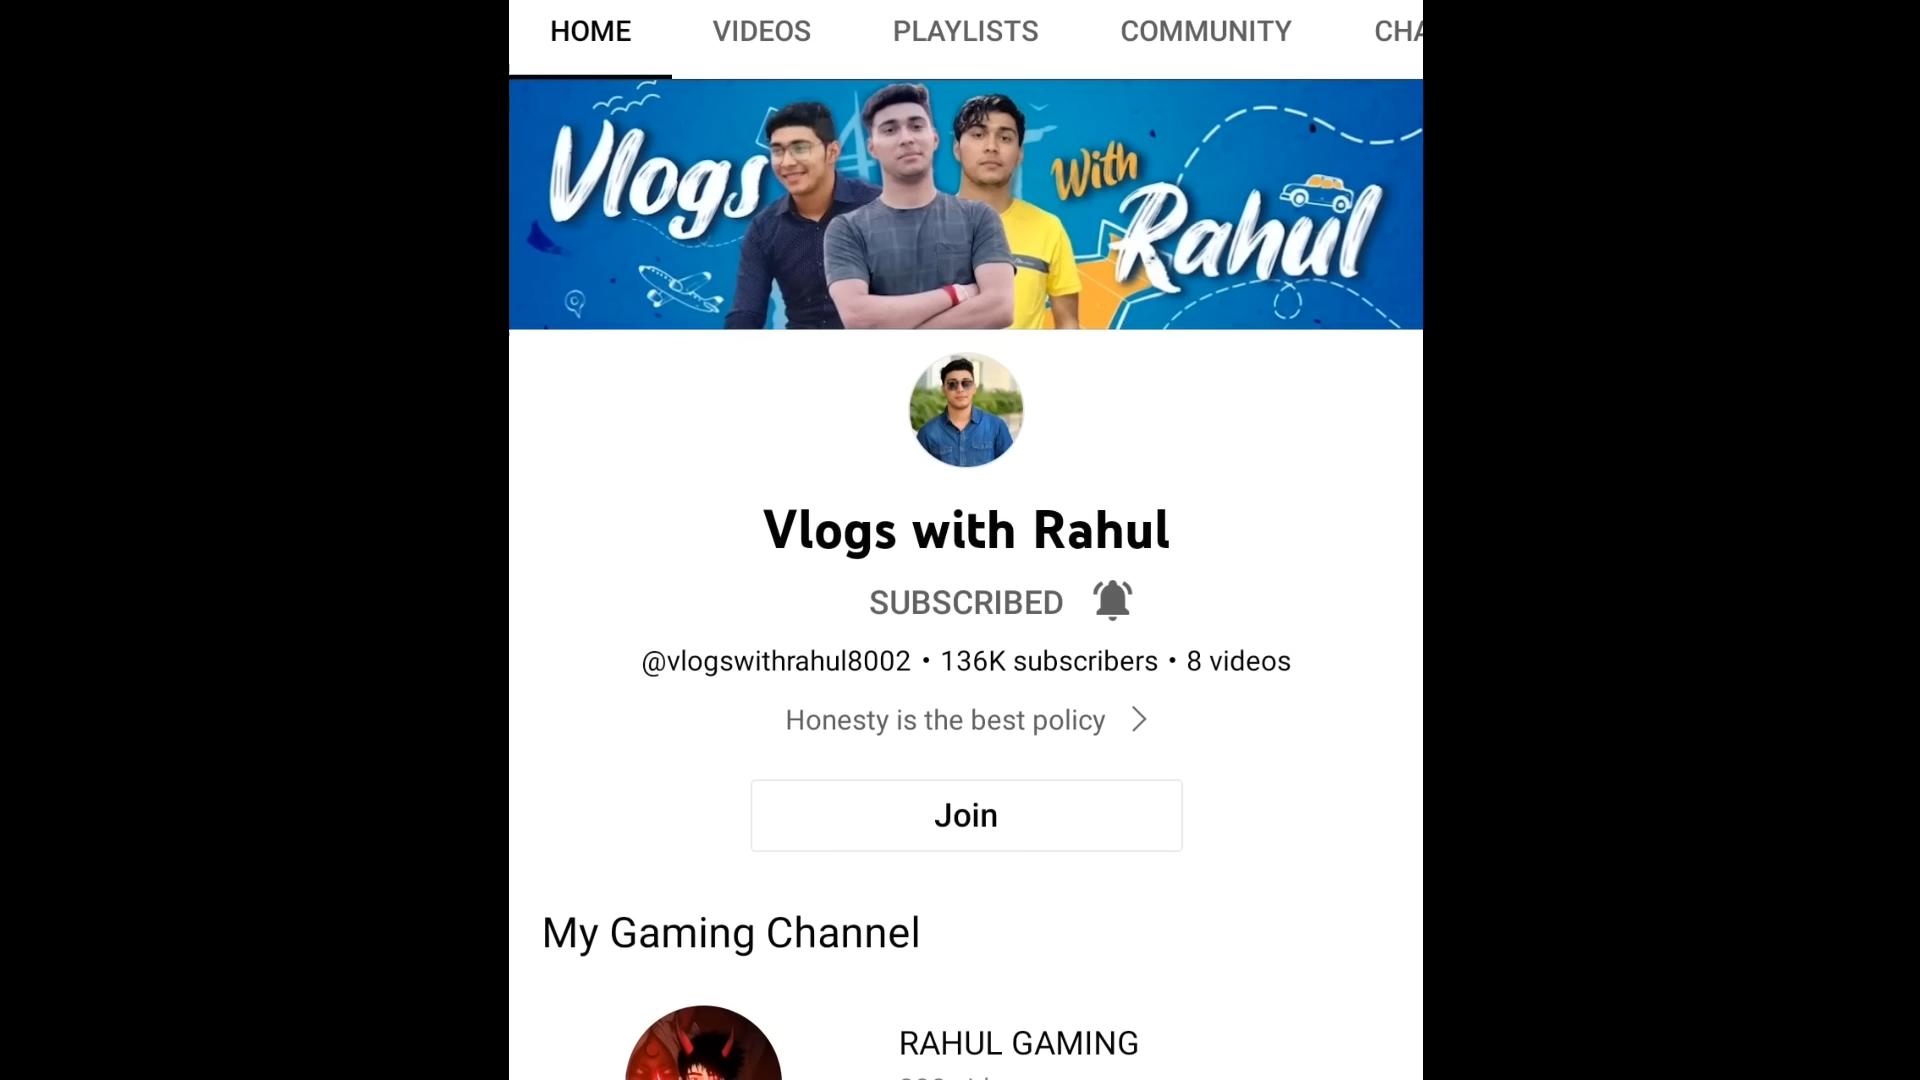 HOME VIDEOS PLAYLISTS COMMUNITY
Vlogs With Rahul
Vlogs with Rahul
SUBSCRIBED
@vlogswithrahul8002 • 136K subscribers • 8 videos
Honesty is the best policy
Join
My Gaming Channel
RAHUL GAMING